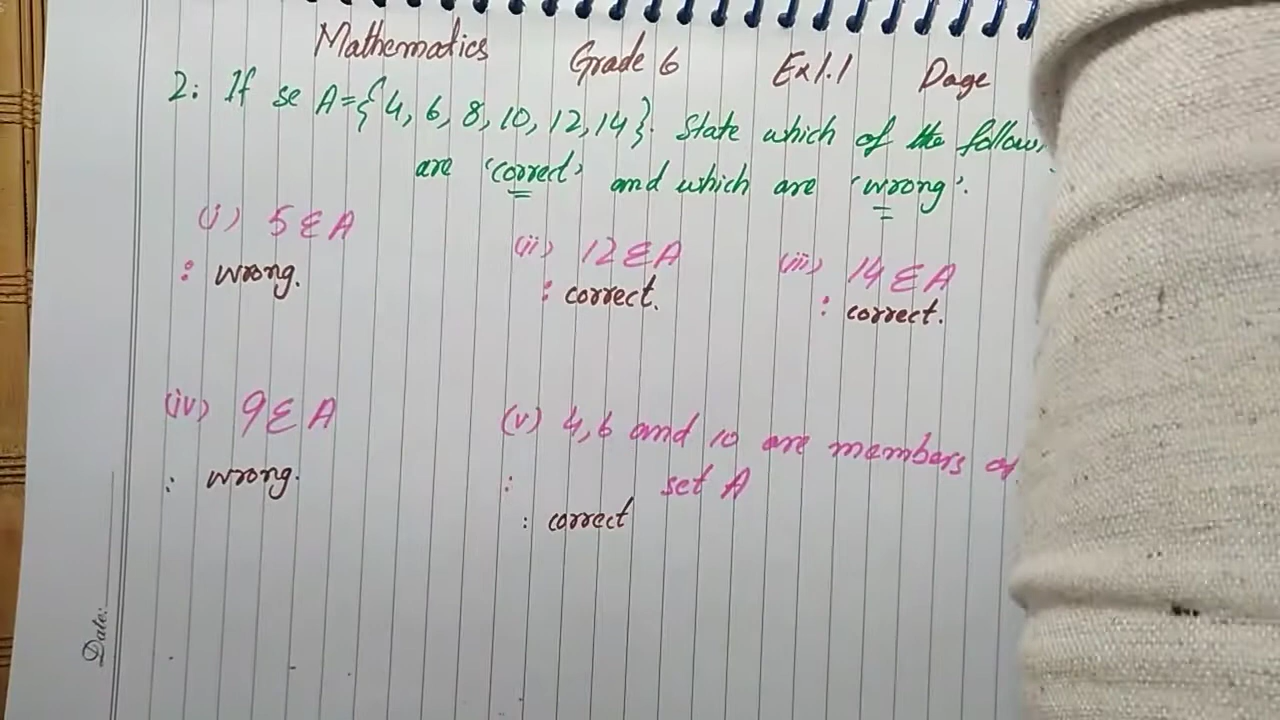 Mathematics Grade 6 Ex 1.1 Page
2: If se A={4, 6, 8, 10, 12, 14}. State which of the follow
are 'correct' and which are 'wrong'.
(i) 5 ∈ A
(ii) 12 ∈ A
(iii) 14 ∈ A
: wrong.
: correct.
: correct.
(iv) 9 ∈ A
(v) 4, 6 and 10 are members of
: wrong.
: set A
: correct
Date: